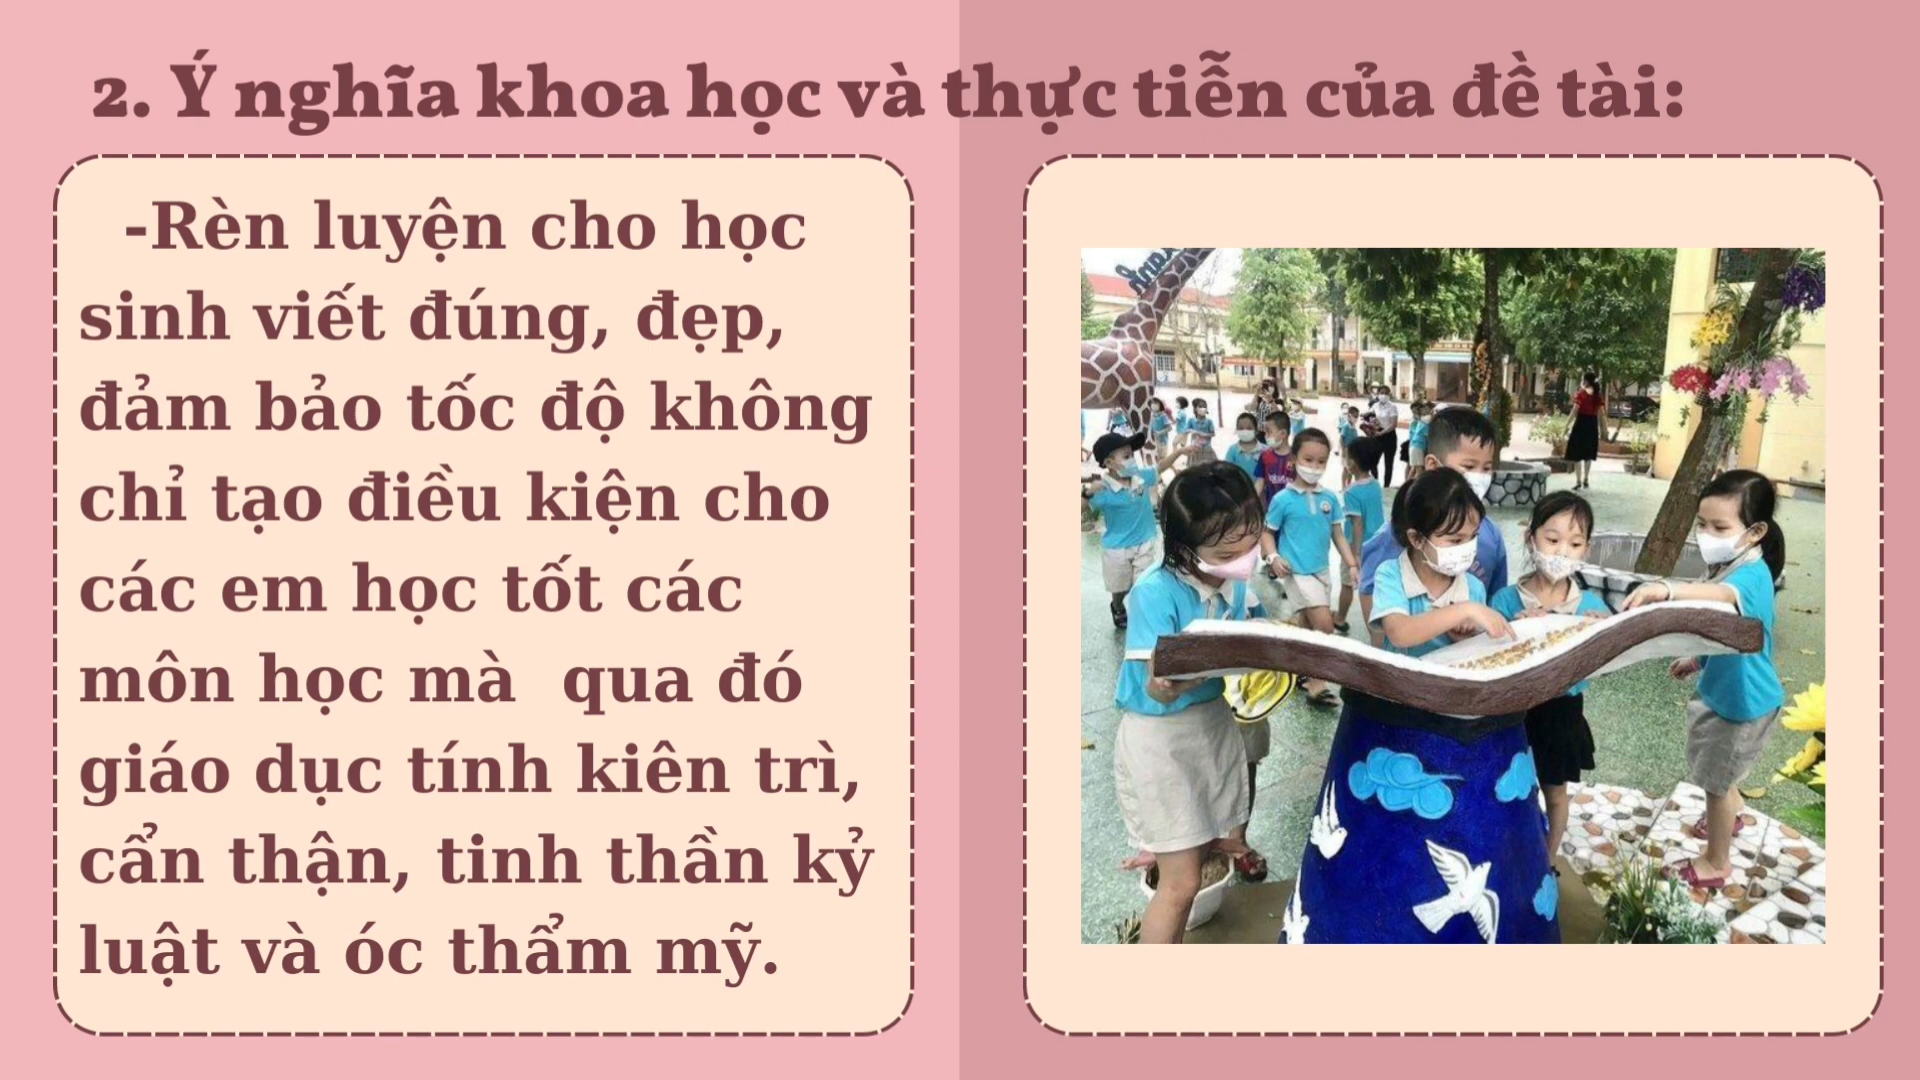 2. Ý nghĩa khoa học và thực tiễn của đề tài:
-Rèn luyện cho học
sinh viết đúng, đẹp,
đảm bảo tốc độ không
chỉ tạo điều kiện cho
các em học tốt các
môn học mà  qua đó
giáo dục tính kiên trì,
cẩn thận, tinh thần kỷ
luật và óc thẩm mỹ.